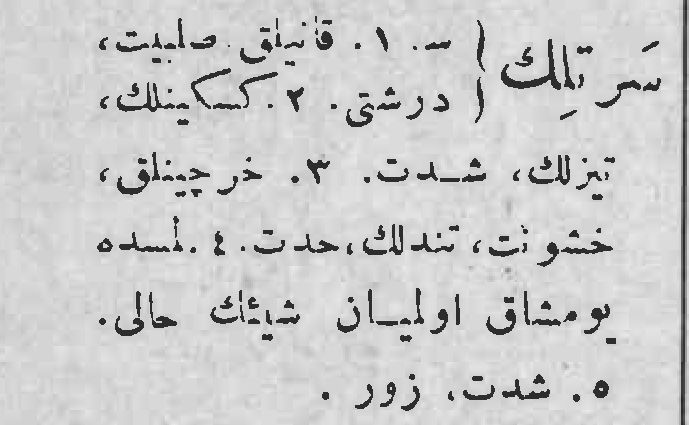 سَرتلِك ( س. ١. قاتیلق. صلبیت،
( درشتی. ٢. کسکینلك،
تیزلك، شدت. ٣. خرچینلق،
خشونت، تندلك، حدت. ٤. لمسده
یومشاق اولمیان شیئك حالی.
٥. شدت، زور .